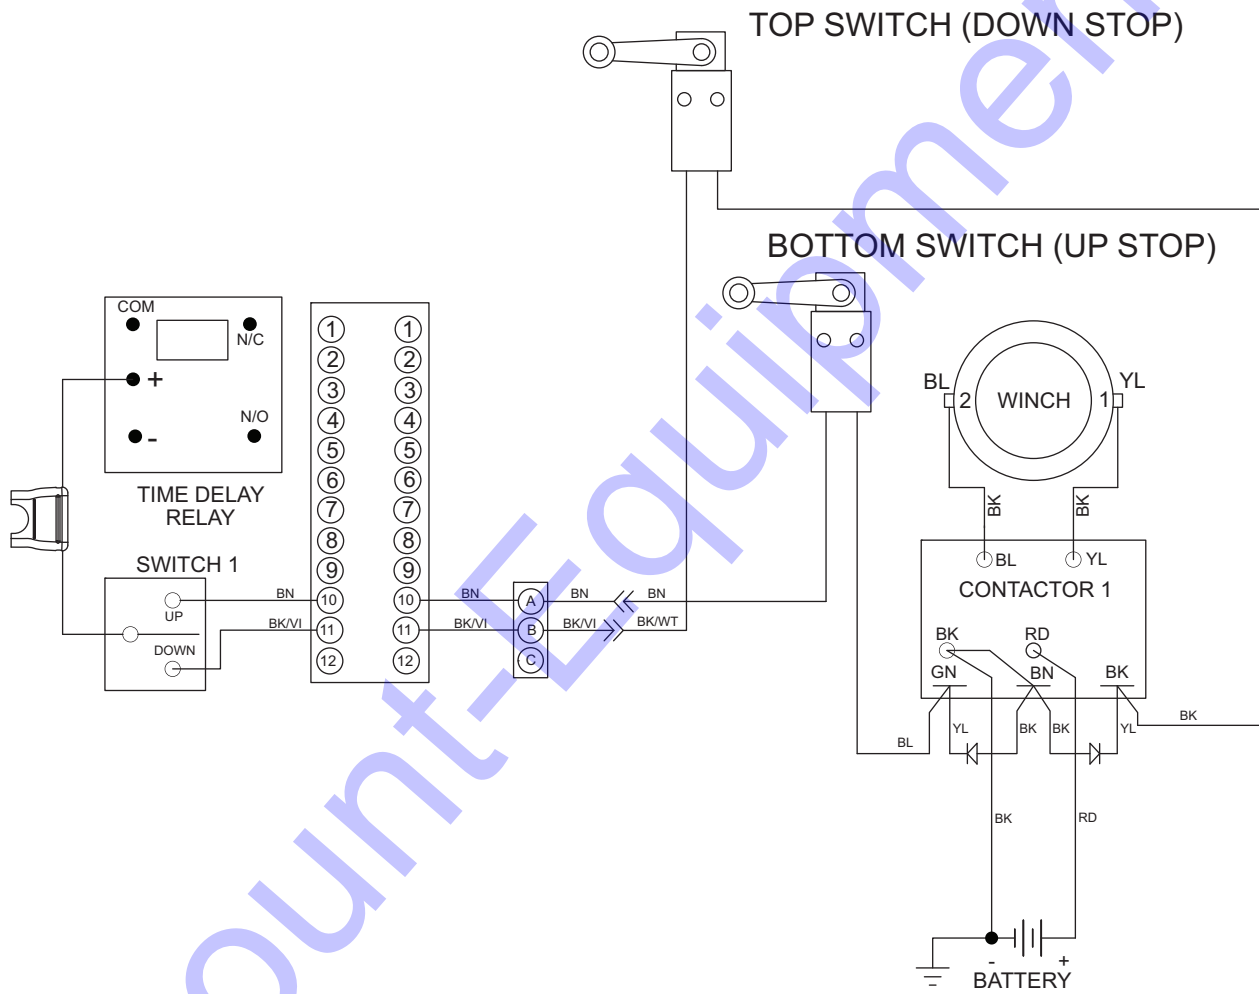 TOP SWITCH (DOWN STOP)
BOTTOM SWITCH (UP STOP)
COM
N/C
+
N/O
-
TIME DELAY
RELAY
1 1
2 2
3 3
4 4
5 5
6 6
7 7
8 8
9 9
10 10
11 11
12 12
SWITCH 1
UP
DOWN
BN BN A BN BN
BK/VI BK/VI B BK/VI BK/WT
C
BL 2 WINCH 1 YL
BK BK
BL YL
CONTACTOR 1
BK RD
GN BN BK
BL YL BK BK YL BK
BK RD
- +
BATTERY
ount-Equipment